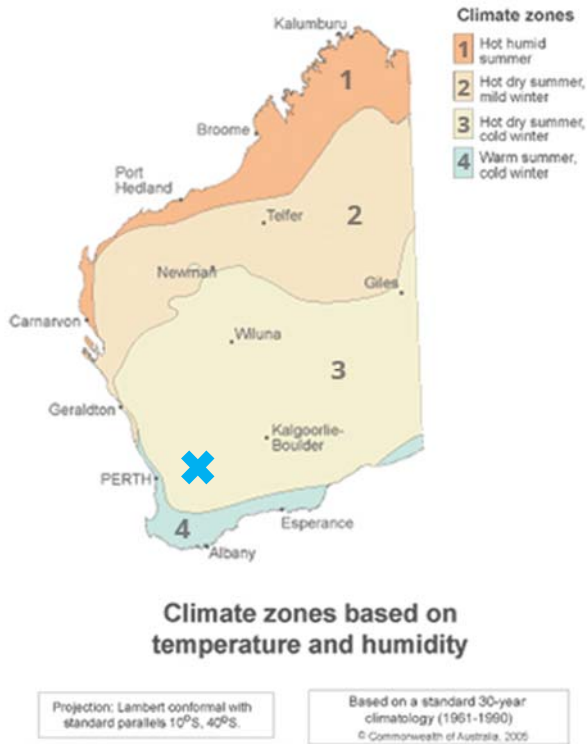 Climate zones
1 Hot humid
summer
2 Hot dry summer,
mild winter
3 Hot dry summer,
cold winter
4 Warm summer,
cold winter
Kalumburu
1
Broome
Port
Hedland
Telfer
2
Newman
Giles
Carnarvon
Wiluna
3
Geraldton
Kalgoorlie-
Boulder
PERTH
Esperance
4
Albany
Climate zones based on
temperature and humidity
Projection: Lambert conformal with
standard parallels 10°S, 40°S.
Based on a standard 30-year
climatology (1961-1990)
© Commonwealth of Australia, 2005